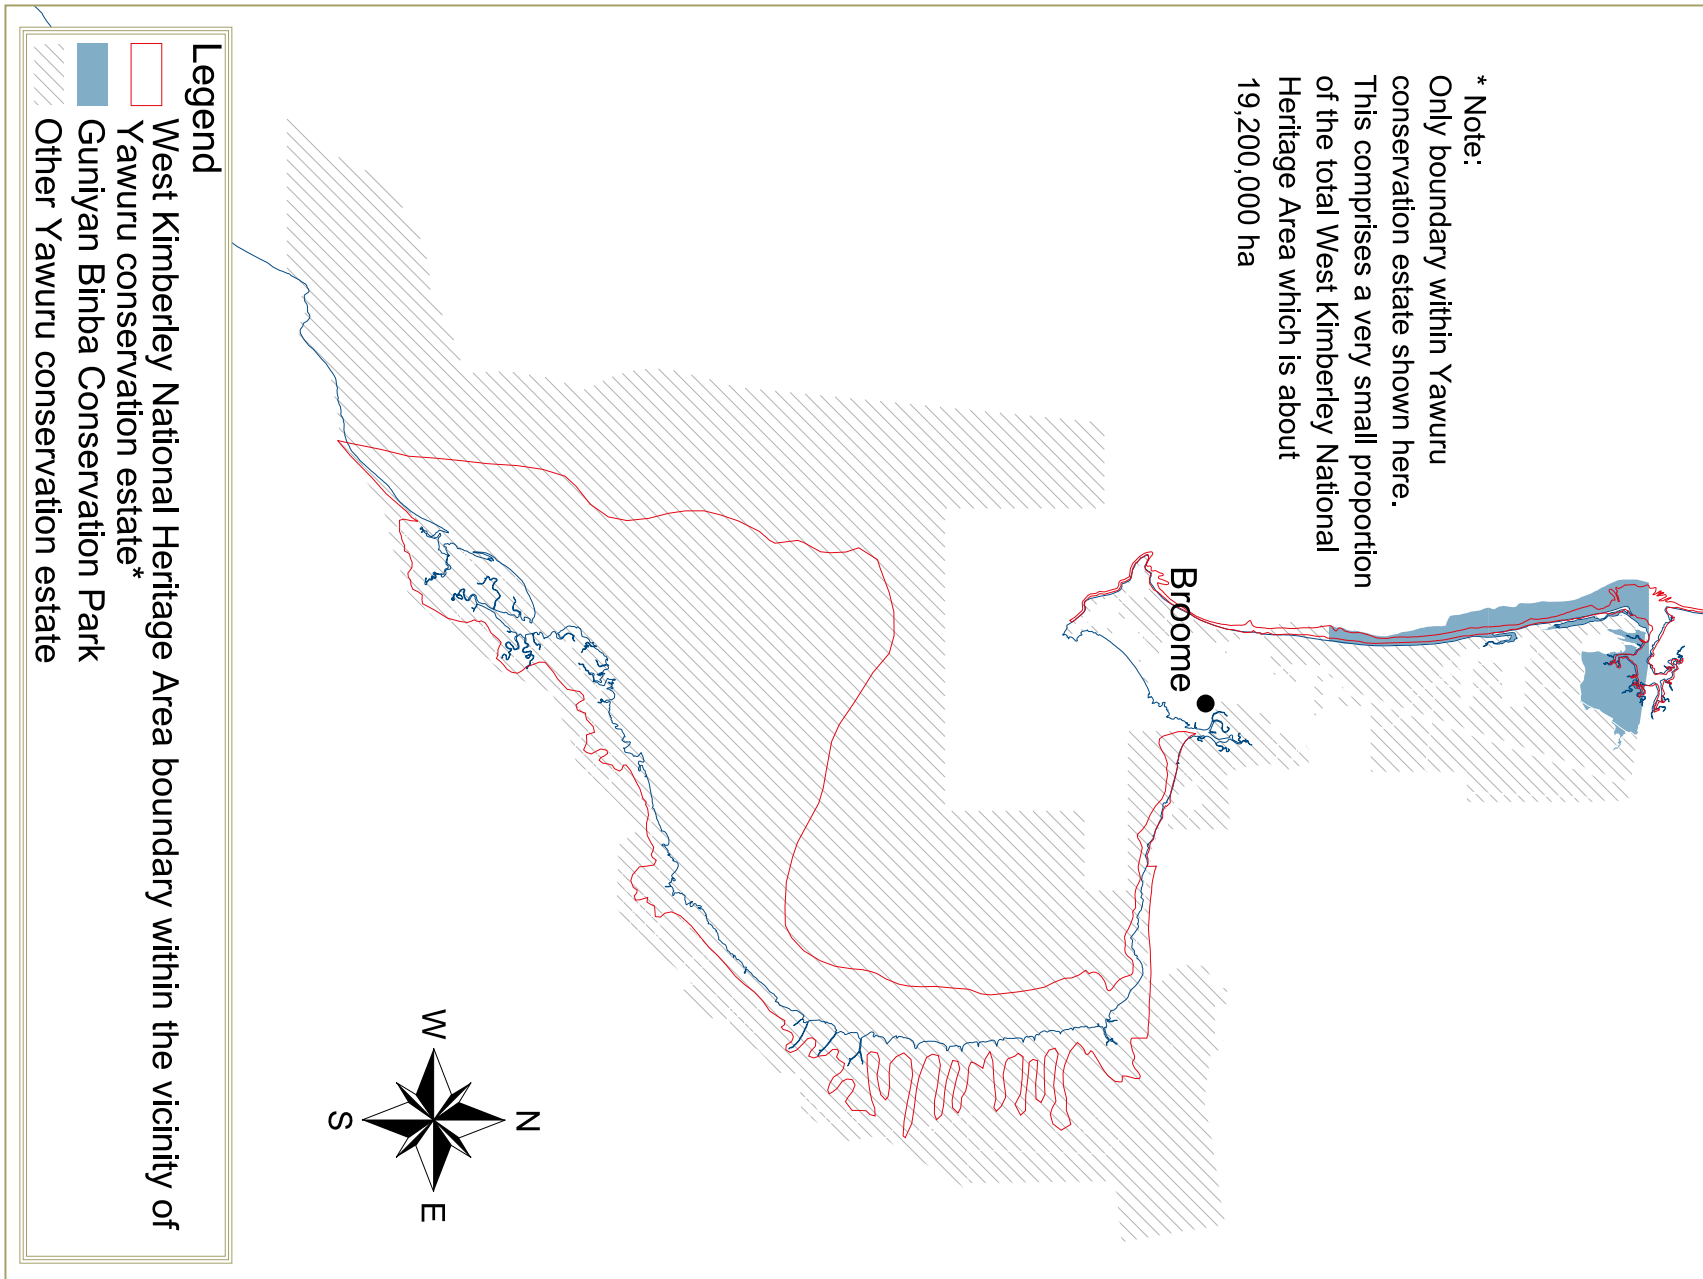 * Note:
Only boundary within Yawuru
conservation estate shown here.
This comprises a very small proportion
of the total West Kimberley National
Heritage Area which is about
19,200,000 ha
Broome
N
W
E
S
Legend
West Kimberley National Heritage Area boundary within the vicinity of
Yawuru conservation estate*
Guniyan Binba Conservation Park
Other Yawuru conservation estate